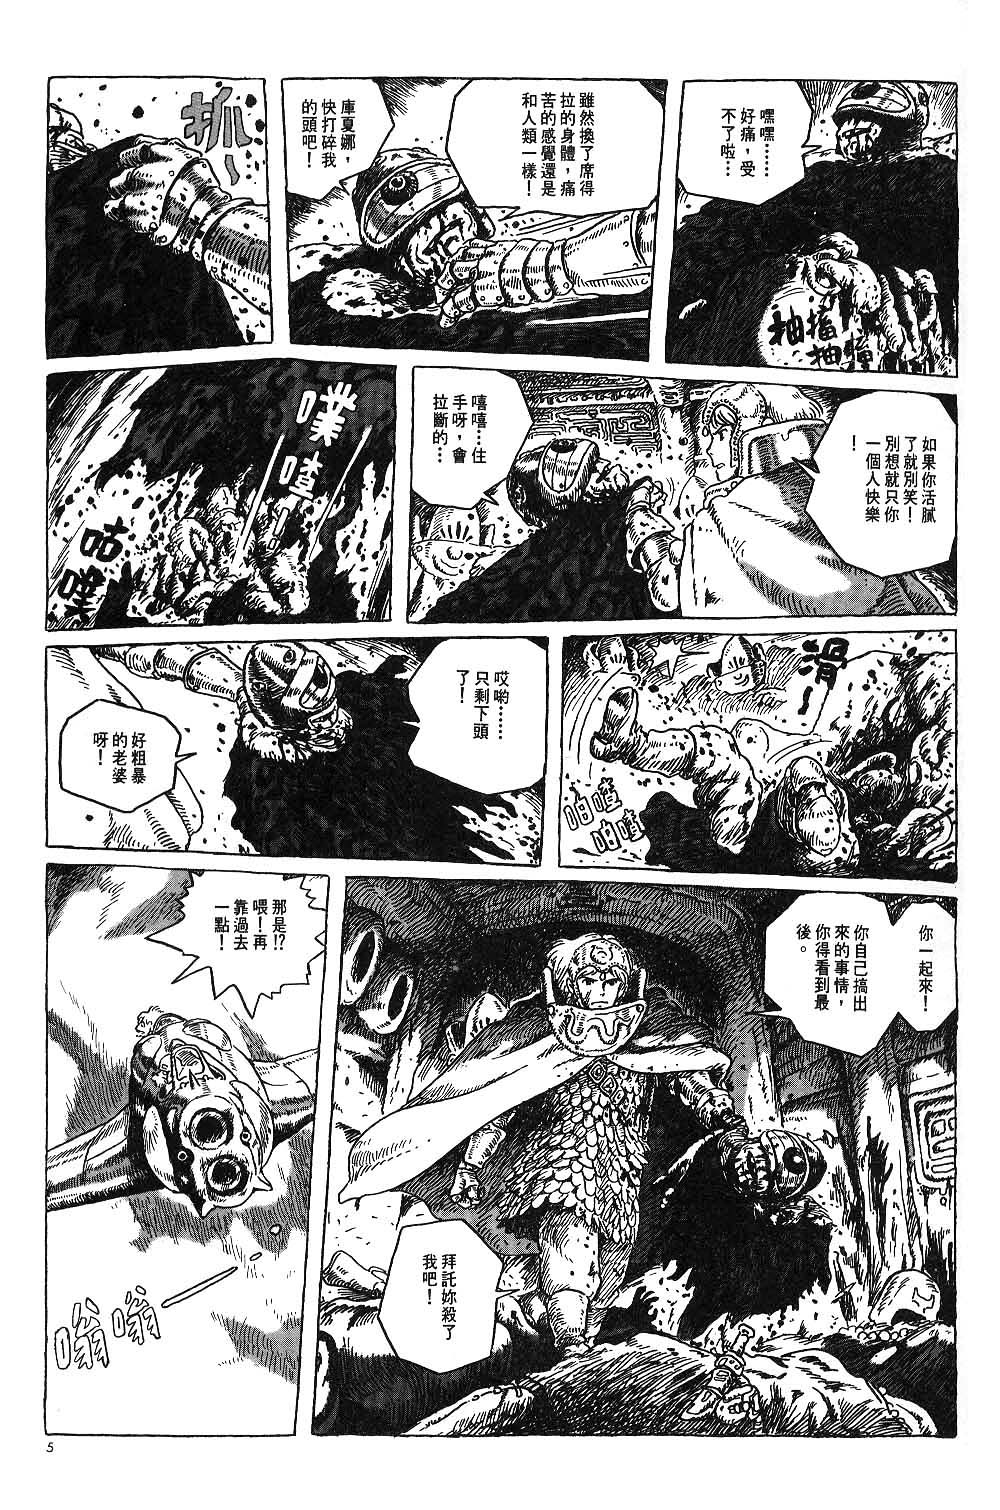 嘿嘿……
好痛，受
不了啦…
抽搐
抽搐
雖然換了席得
拉的身體，痛
苦的感覺還是
和人類一樣！
庫夏娜，
快打碎我
的頭吧！
抓～
如果你活膩
了就別笑！
別想就只你
一個人快樂
！
嘻嘻…住
手呀，會
拉斷的…
噗
喳
咕
滑～
哎喲……
只剩下頭
了！
好粗暴
的老婆
呀！
你一起來！
你自己搞出
來的事情，
你得看到最
後。
拜託妳殺了
我吧！
那是!?
喂！再
靠過去
一點！
嗡嗡
5